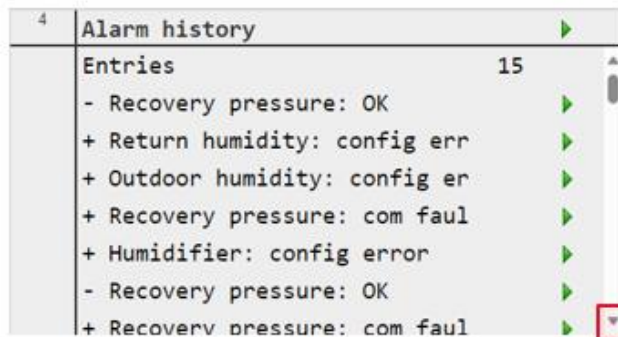 4 Alarm history
Entries 15
- Recovery pressure: OK
+ Return humidity: config err
+ Outdoor humidity: config er
+ Recovery pressure: com faul
+ Humidifier: config error
- Recovery pressure: OK
+ Recovery pressure: com faul